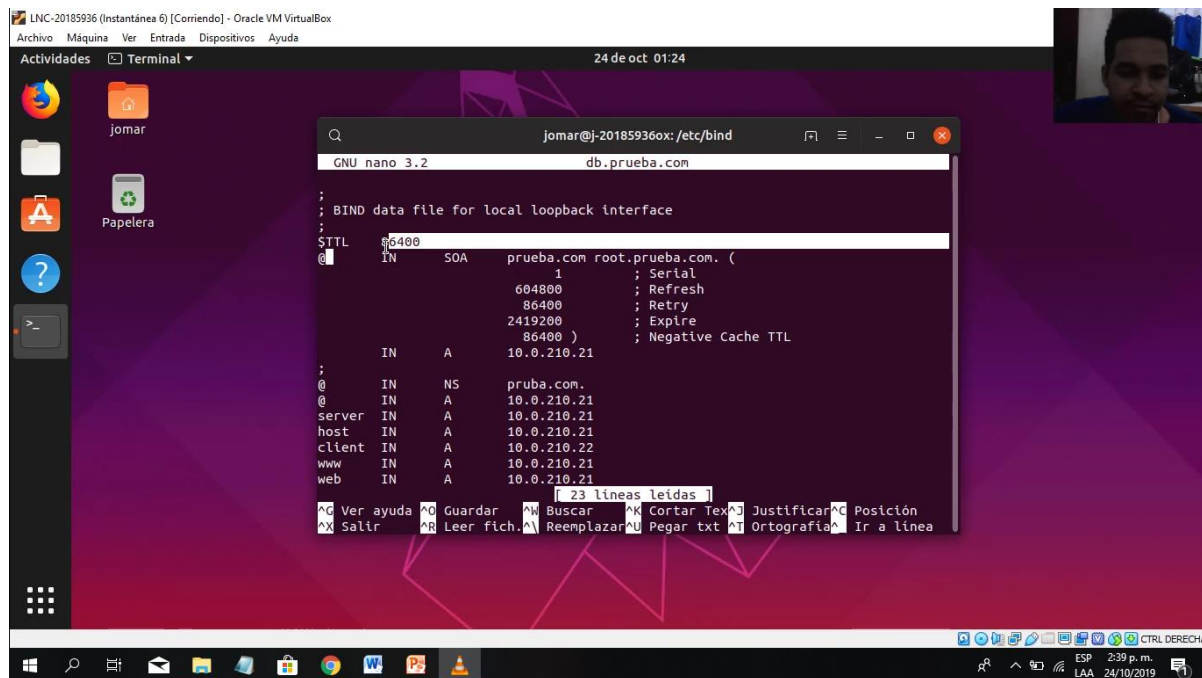 LNC-20185936 (Instantánea 6) [Corriendo] - Oracle VM VirtualBox
Archivo Máquina Ver Entrada Dispositivos Ayuda
Actividades Terminal 24 de oct 01:24
jomar
Papelera
jomar@j-20185936ox: /etc/bind
GNU nano 3.2 db.prueba.com
;
; BIND data file for local loopback interface
;
$TTL 86400
@ IN SOA prueba.com root.prueba.com. (
1 ; Serial
604800 ; Refresh
86400 ; Retry
2419200 ; Expire
86400 ) ; Negative Cache TTL
IN A 10.0.210.21
;
@ IN NS pruba.com.
@ IN A 10.0.210.21
server IN A 10.0.210.21
host IN A 10.0.210.21
client IN A 10.0.210.22
www IN A 10.0.210.21
web IN A 10.0.210.21
[ 23 líneas leídas ]
^G Ver ayuda ^O Guardar ^W Buscar ^K Cortar Tex ^J Justificar ^C Posición
^X Salir ^R Leer fich. ^\ Reemplazar ^U Pegar txt ^T Ortografía ^_ Ir a línea
CTRL DERECHA
ESP 2:39 p. m.
LAA 24/10/2019